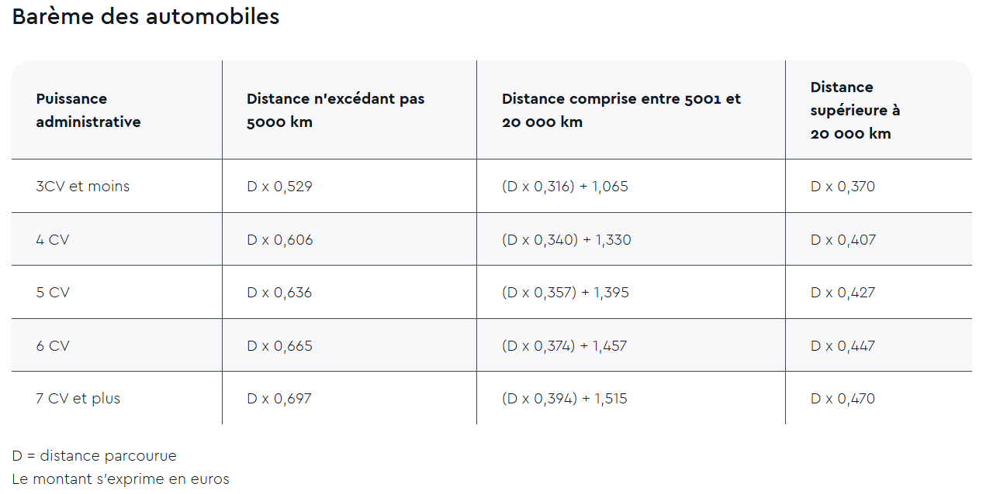 Barème des automobiles
Puissance
administrative
Distance n'excédant pas
5000 km
Distance comprise entre 5001 et
20 000 km
Distance
supérieure à
20 000 km
3CV et moins
D x 0,529
(D x 0,316) + 1,065
D x 0,370
4 CV
D x 0,606
(D x 0,340) + 1,330
D x 0,407
5 CV
D x 0,636
(D x 0,357) + 1,395
D x 0,427
6 CV
D x 0,665
(D x 0,374) + 1,457
D x 0,447
7 CV et plus
D x 0,697
(D x 0,394) + 1,515
D x 0,470
D = distance parcourue
Le montant s'exprime en euros